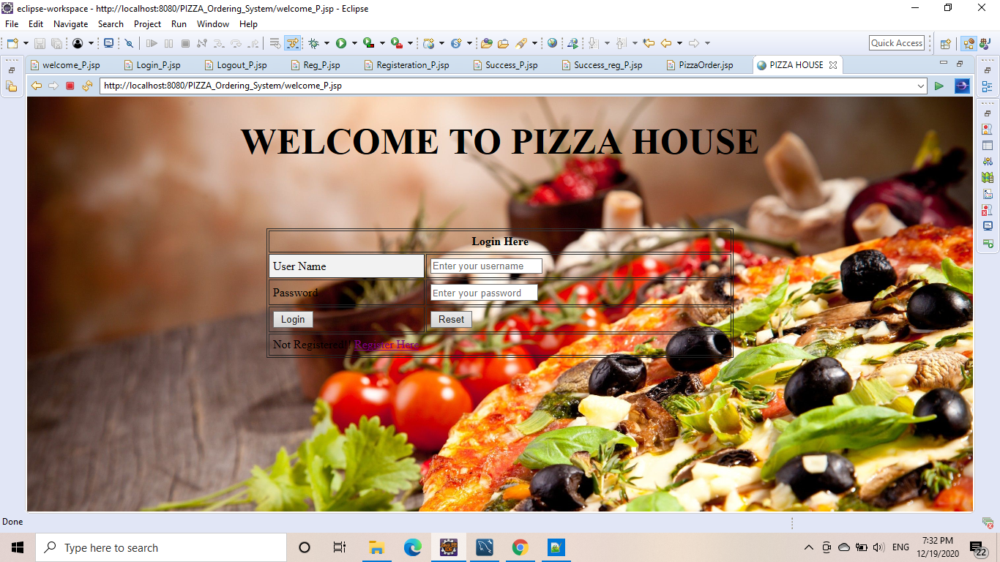 eclipse-workspace - http://localhost:8080/PIZZA_Ordering_System/welcome_P.jsp - Eclipse
File Edit Navigate Search Project Run Window Help
Quick Access
welcome_P.jsp Login_P.jsp Logout_P.jsp Reg_P.jsp Registeration_P.jsp Success_P.jsp Success_reg_P.jsp PizzaOrder.jsp PIZZA HOUSE
http://localhost:8080/PIZZA_Ordering_System/welcome_P.jsp
WELCOME TO PIZZA HOUSE
Login Here
User Name Enter your username
Password Enter your password
Login Reset
Not Registered! Register Here
Done
Type here to search
ENG
7:32 PM
12/19/2020
22